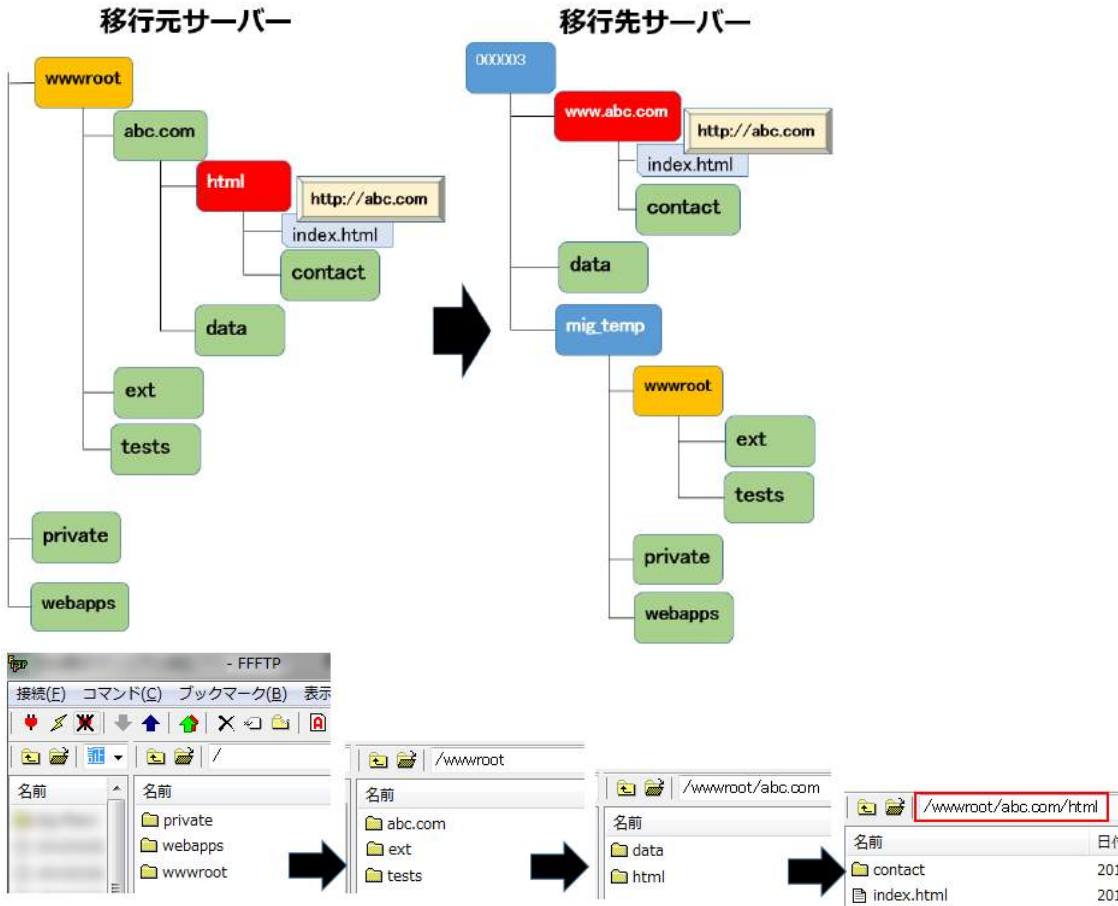 移行元サーバー
wwwroot
abc.com
html
http://abc.com
index.html
contact
data
ext
tests
private
webapps
移行先サーバー
000003
www.abc.com
http://abc.com
index.html
contact
data
mig_temp
wwwroot
ext
tests
private
webapps
- FFFTP
接続(F) コマンド(C) ブックマーク(B) 表示
/
名前
名前
private
webapps
wwwroot
/wwwroot
名前
abc.com
ext
tests
/wwwroot/abc.com
名前
data
html
/wwwroot/abc.com/html
名前 日付
contact 201
index.html 201